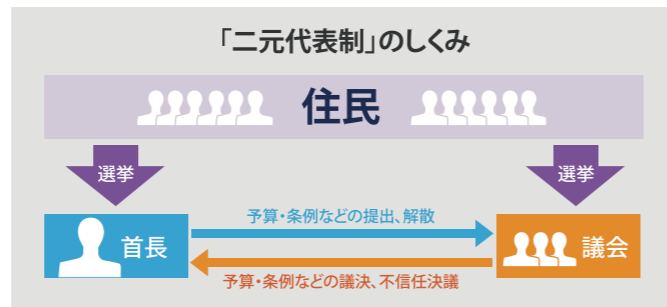 「二元代表制」のしくみ
住民
選挙
選挙
予算・条例などの提出、解散
首長
議会
予算・条例などの議決、不信任決議